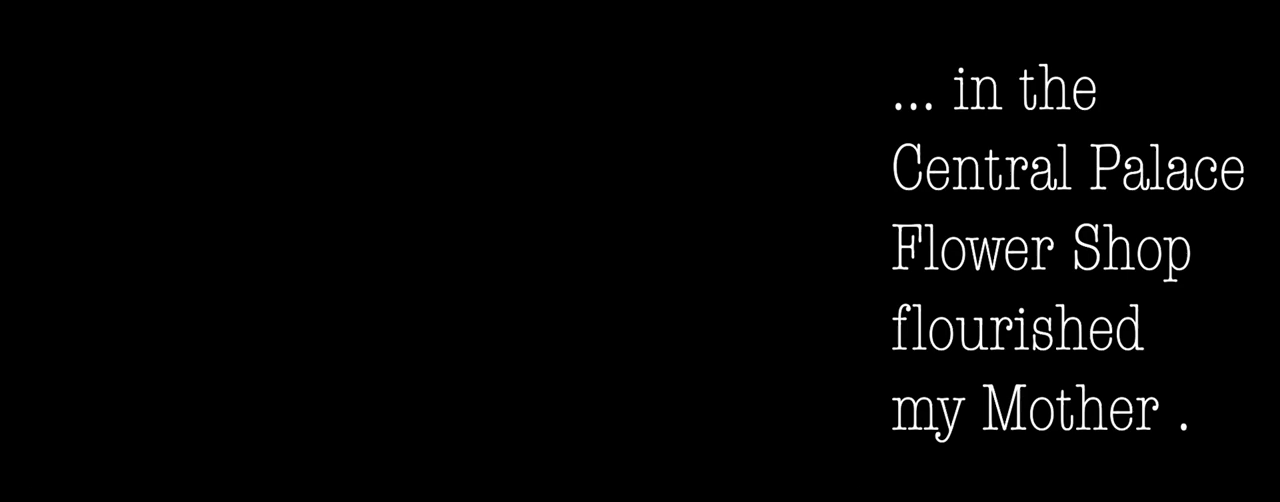 ... in the
Central Palace
Flower Shop
flourished
my Mother .